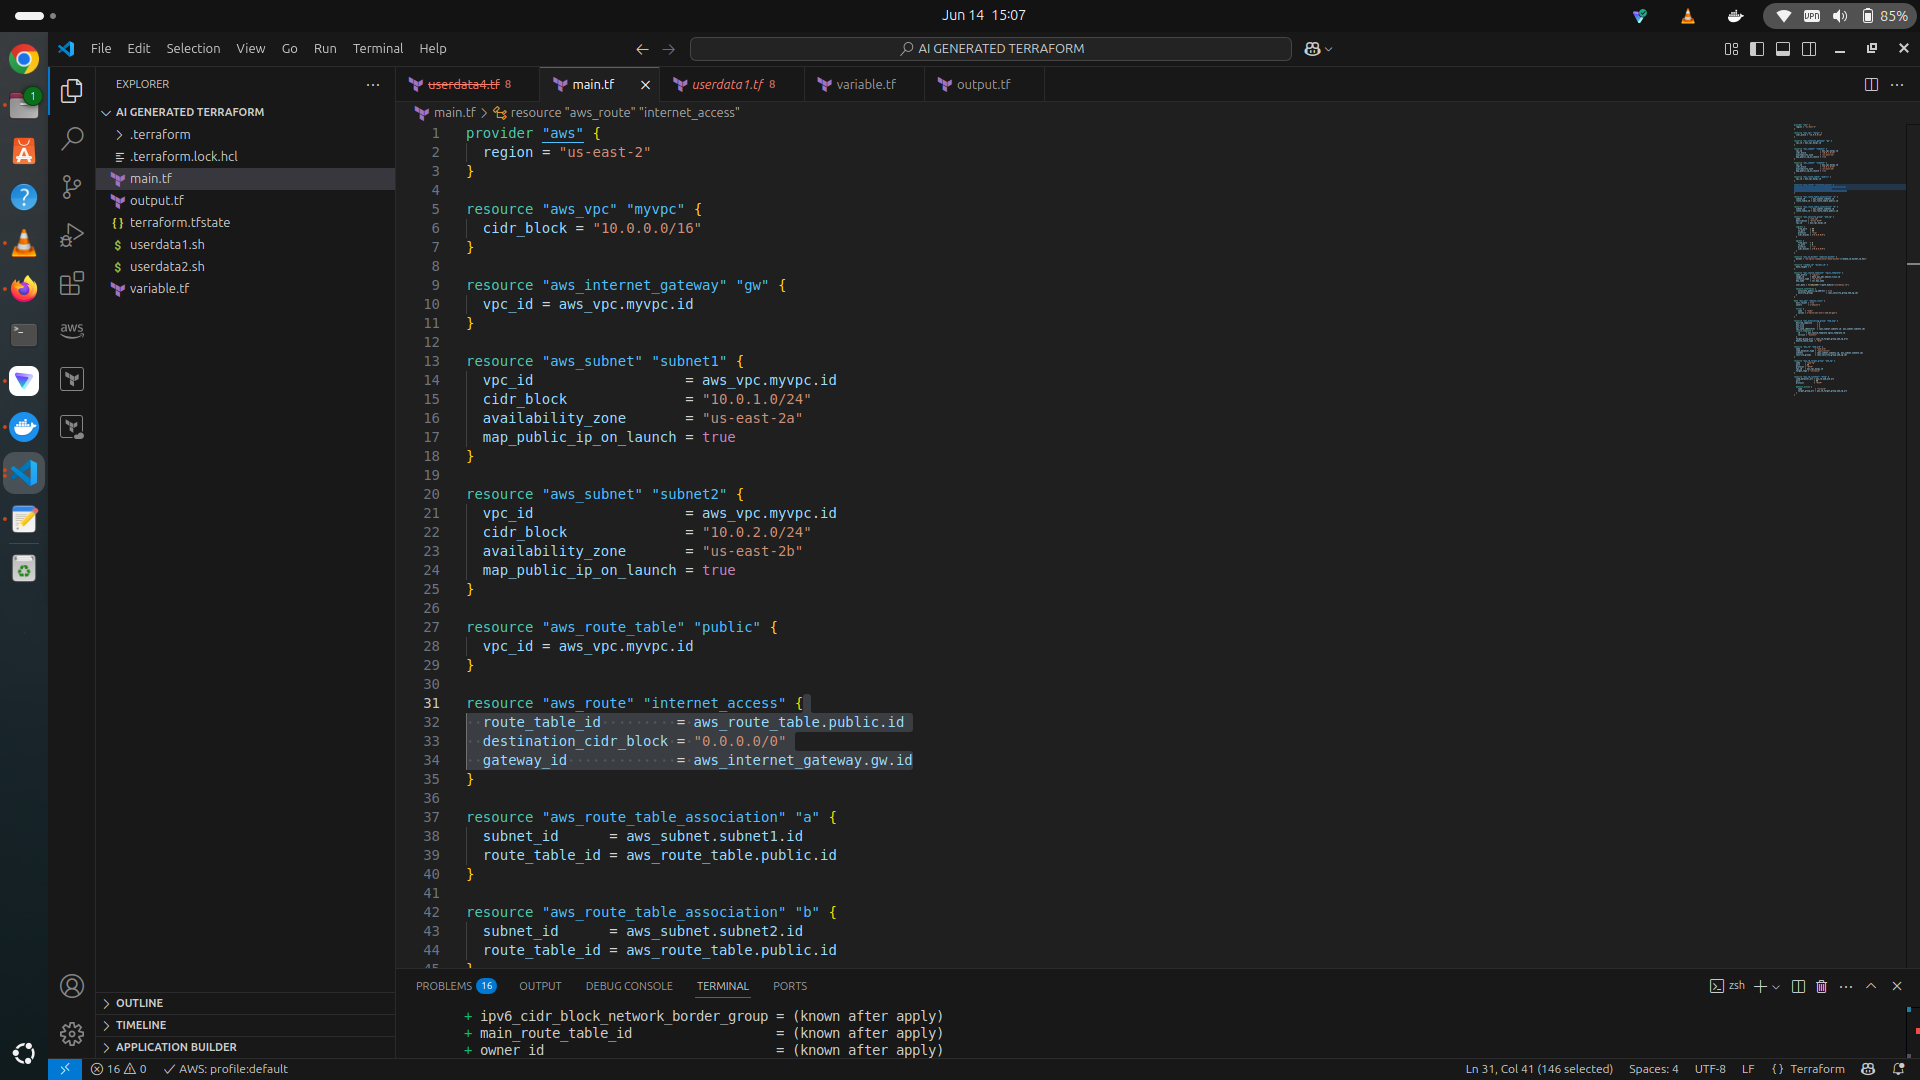 Jun 14 15:07
VPN
85%
File Edit Selection View Go Run Terminal Help
AI GENERATED TERRAFORM
1
EXPLORER
userdata4.tf 8
main.tf
userdata1.tf 8
variable.tf
output.tf
AI GENERATED TERRAFORM
.terraform
.terraform.lock.hcl
main.tf
output.tf
{} terraform.tfstate
$ userdata1.sh
$ userdata2.sh
variable.tf
aws
OUTLINE
TIMELINE
APPLICATION BUILDER
main.tf > resource "aws_route" "internet_access"
1 provider "aws" {
2   region = "us-east-2"
3 }
4
5 resource "aws_vpc" "myvpc" {
6   cidr_block = "10.0.0.0/16"
7 }
8
9 resource "aws_internet_gateway" "gw" {
10   vpc_id = aws_vpc.myvpc.id
11 }
12
13 resource "aws_subnet" "subnet1" {
14   vpc_id                  = aws_vpc.myvpc.id
15   cidr_block              = "10.0.1.0/24"
16   availability_zone       = "us-east-2a"
17   map_public_ip_on_launch = true
18 }
19
20 resource "aws_subnet" "subnet2" {
21   vpc_id                  = aws_vpc.myvpc.id
22   cidr_block              = "10.0.2.0/24"
23   availability_zone       = "us-east-2b"
24   map_public_ip_on_launch = true
25 }
26
27 resource "aws_route_table" "public" {
28   vpc_id = aws_vpc.myvpc.id
29 }
30
31 resource "aws_route" "internet_access" {
32   route_table_id         = aws_route_table.public.id
33   destination_cidr_block = "0.0.0.0/0"
34   gateway_id             = aws_internet_gateway.gw.id
35 }
36
37 resource "aws_route_table_association" "a" {
38   subnet_id      = aws_subnet.subnet1.id
39   route_table_id = aws_route_table.public.id
40 }
41
42 resource "aws_route_table_association" "b" {
43   subnet_id      = aws_subnet.subnet2.id
44   route_table_id = aws_route_table.public.id
45 }
PROBLEMS 16 OUTPUT DEBUG CONSOLE TERMINAL PORTS
zsh
+ ipv6_cidr_block_network_border_group = (known after apply)
+ main_route_table_id                  = (known after apply)
+ owner_id                             = (known after apply)
16 0 AWS: profile:default
Ln 31, Col 41 (146 selected) Spaces: 4 UTF-8 LF {} Terraform